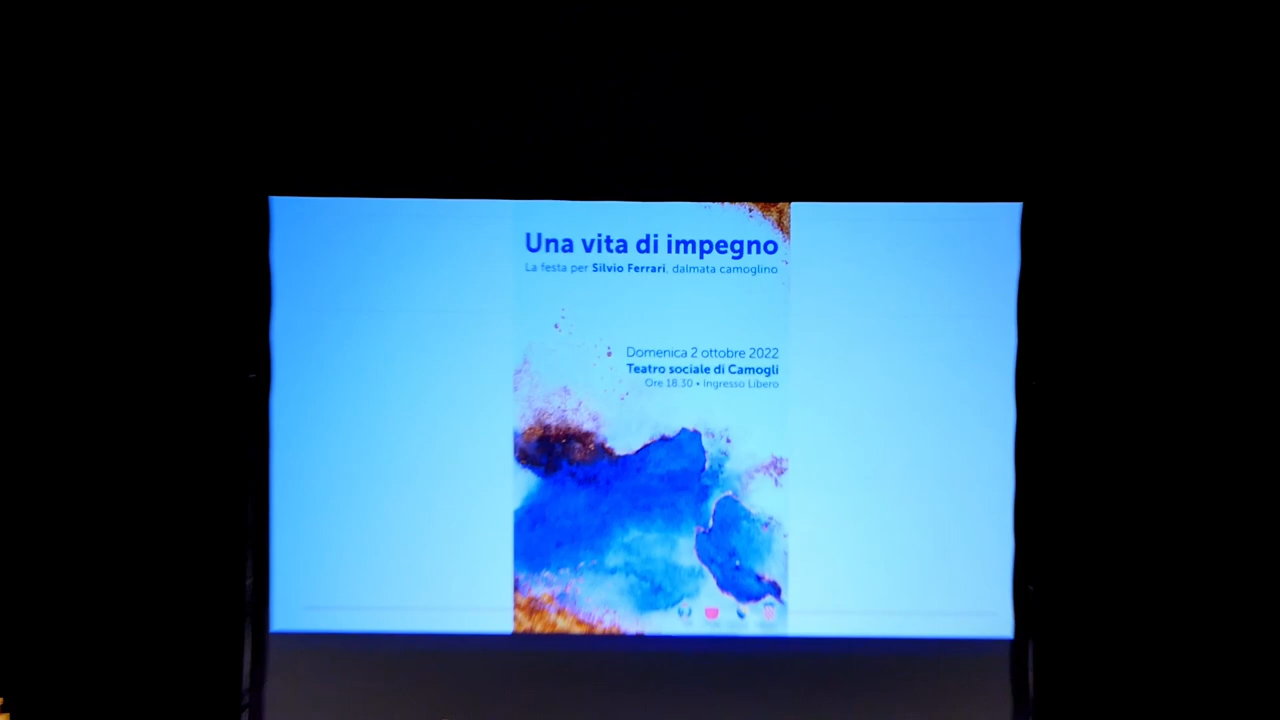 Una vita di impegno
La festa per Silvio Ferrari, dalmata camoglino
Domenica 2 ottobre 2022
Teatro sociale di Camogli
Ore 18.30 • Ingresso Libero